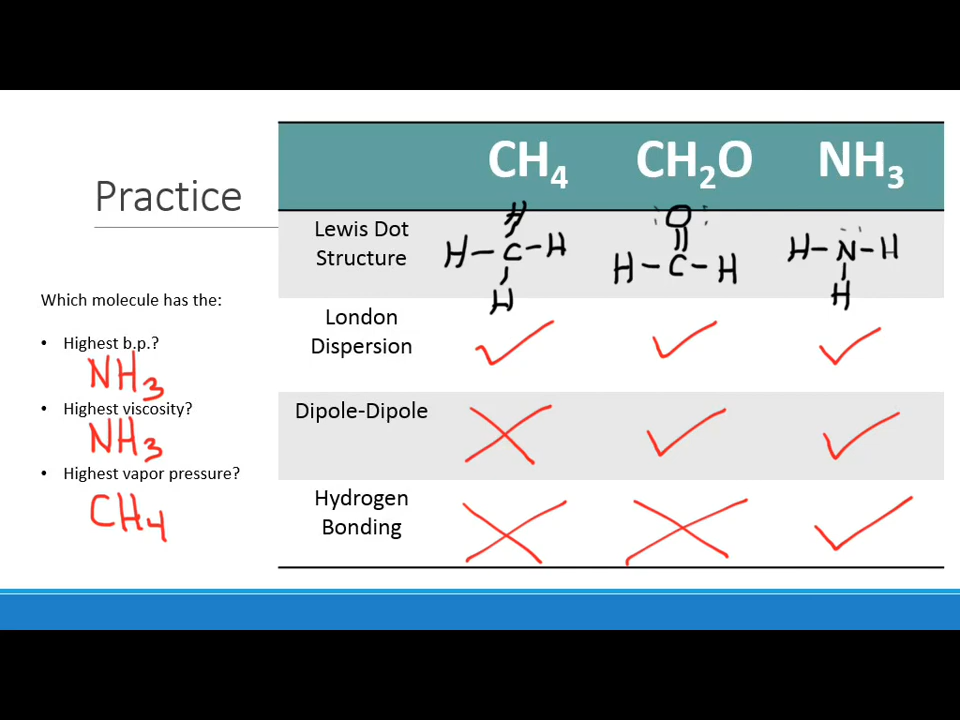 Practice
Which molecule has the:
• Highest b.p.?
NH3
• Highest viscosity?
NH3
• Highest vapor pressure?
CH4
CH₄ CH₂O NH₃
Lewis Dot
Structure
H
H–C–H
H
O
H–C–H
H–N–H
H
London
Dispersion
✓ ✓ ✓
Dipole-Dipole
X ✓ ✓
Hydrogen
Bonding
X X ✓